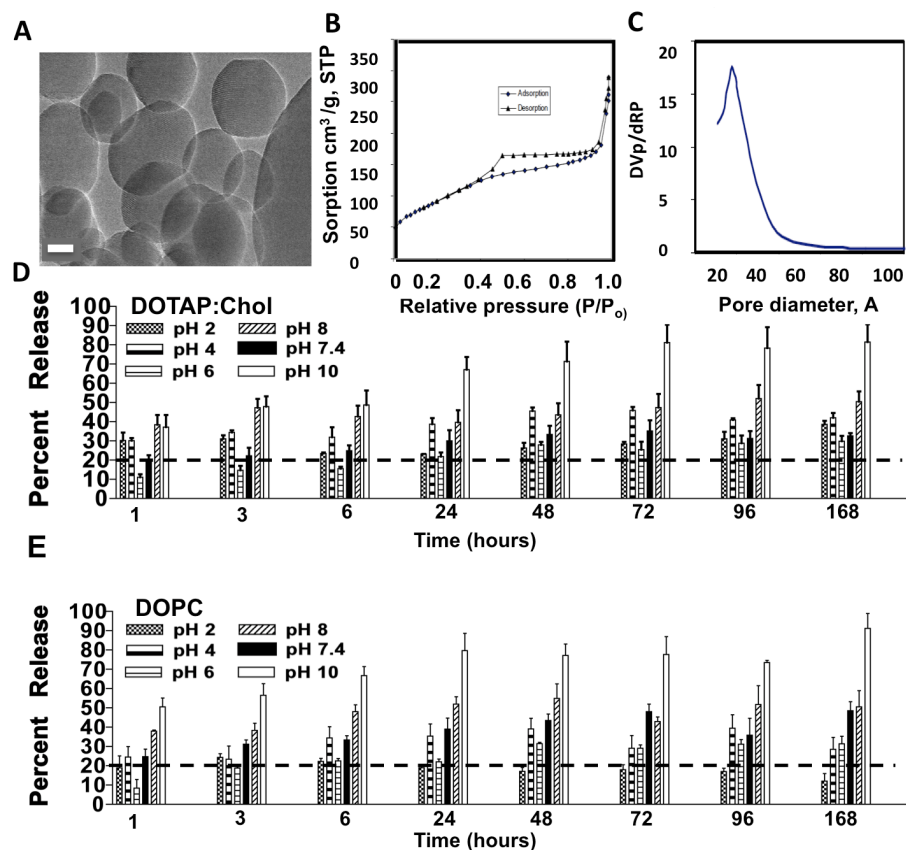 A
B
C
Sorption cm³/g, STP
350
300
250
200
150
100
50
0
Adsorption
Desorption
0 0.2 0.4 0.6 0.8 1.0
Relative pressure (P/Po)
DVp/dRP
20
15
10
5
0
20 40 60 80 100
Pore diameter, A
D
DOTAP:Chol
pH 2
pH 4
pH 6
pH 8
pH 7.4
pH 10
Percent Release
100
90
80
70
60
50
40
30
20
10
0
1 3 6 24 48 72 96 168
Time (hours)
E
DOPC
pH 2
pH 4
pH 6
pH 8
pH 7.4
pH 10
Percent Release
100
90
80
70
60
50
40
30
20
10
0
1 3 6 24 48 72 96 168
Time (hours)